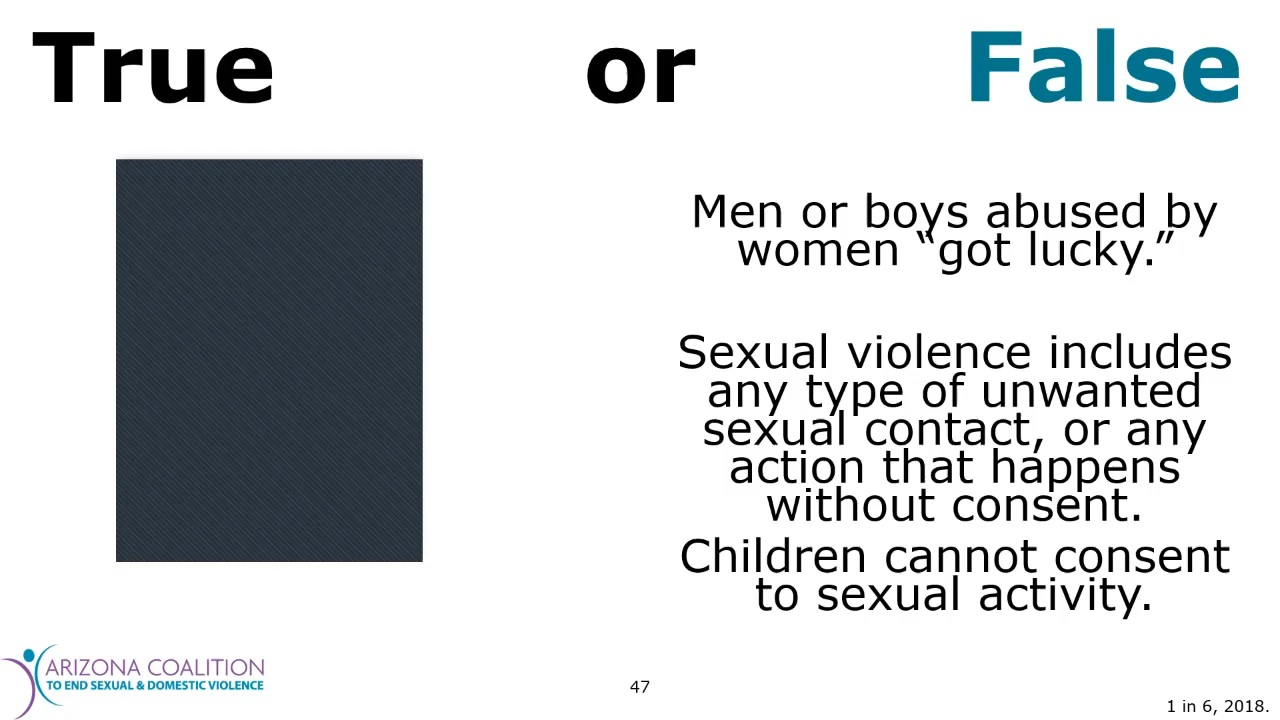 True or False
Men or boys abused by
women “got lucky.”
Sexual violence includes
any type of unwanted
sexual contact, or any
action that happens
without consent.
Children cannot consent
to sexual activity.
ARIZONA COALITION
TO END SEXUAL & DOMESTIC VIOLENCE
47
1 in 6, 2018.